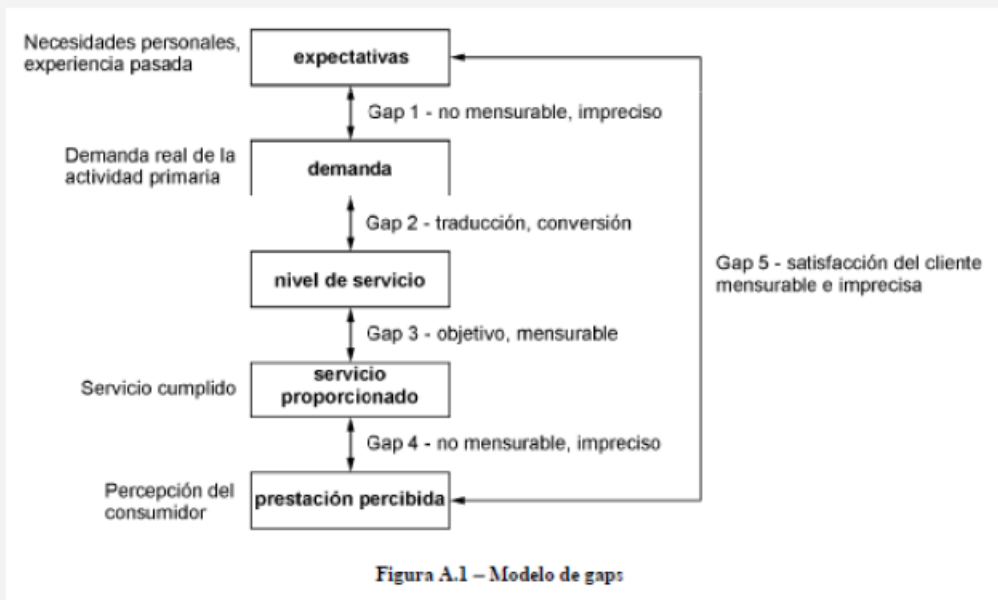 Necesidades personales,
experiencia pasada
expectativas
Gap 1 - no mensurable, impreciso
Demanda real de la
actividad primaria
demanda
Gap 2 - traducción, conversión
nivel de servicio
Gap 5 - satisfacción del cliente
mensurable e imprecisa
Gap 3 - objetivo, mensurable
Servicio cumplido
servicio
proporcionado
Gap 4 - no mensurable, impreciso
Percepción del
consumidor
prestación percibida
Figura A.1 – Modelo de gaps